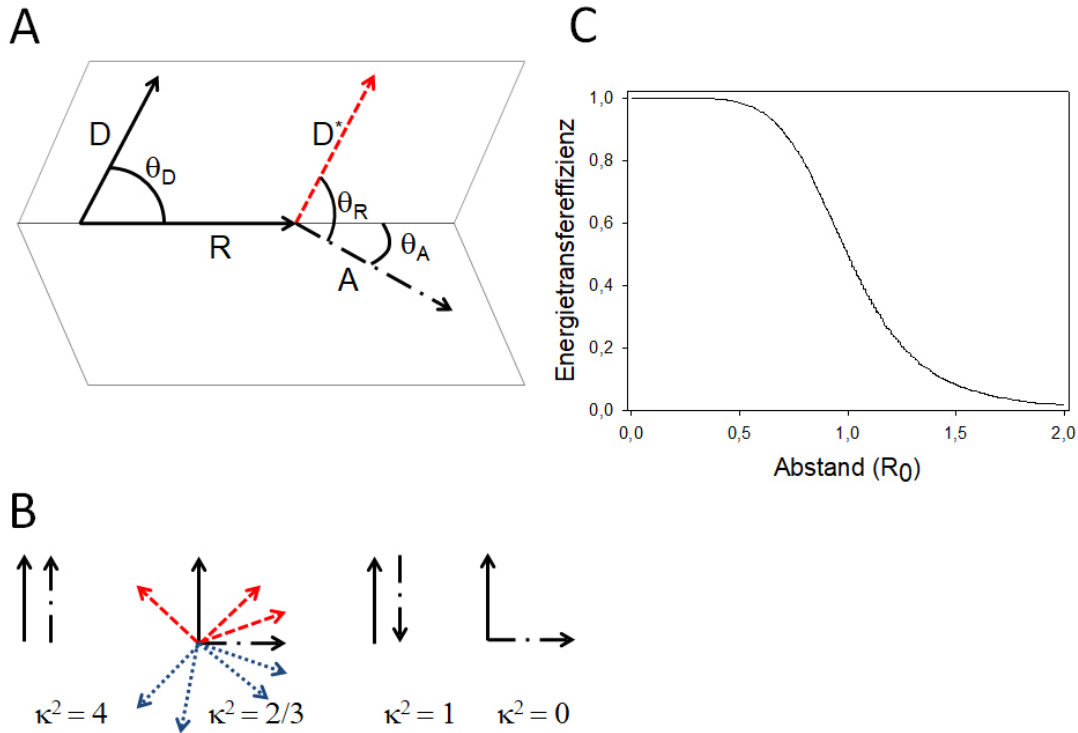 A
D
θD
R
D*
θR
θA
A
C
Energietransfereffizienz
1,0
0,8
0,6
0,4
0,2
0,0
0,0 0,5 1,0 1,5 2,0
Abstand (R0)
B
κ² = 4 κ² = 2/3 κ² = 1 κ² = 0